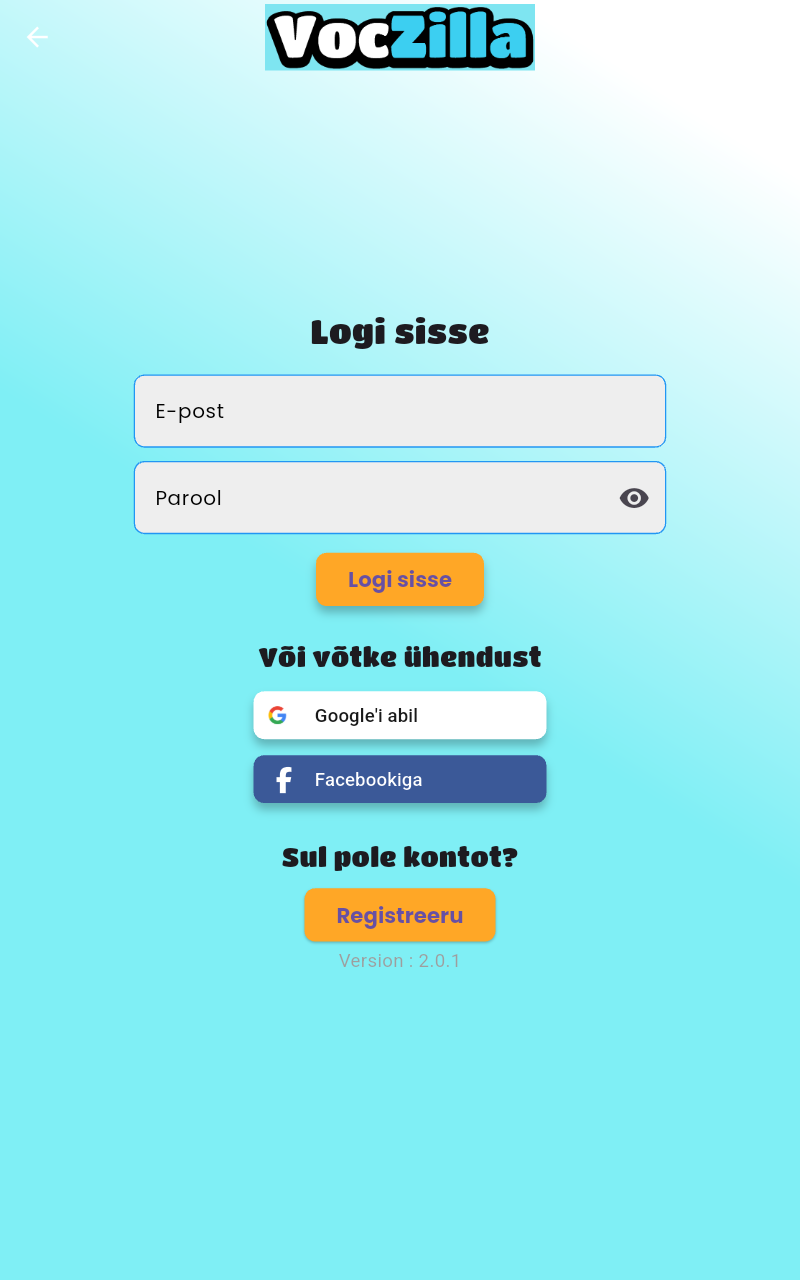 VocZilla
Logi sisse
E-post
Parool
Logi sisse
Või võtke ühendust
Google'i abil
Facebookiga
Sul pole kontot?
Registreeru
Version : 2.0.1